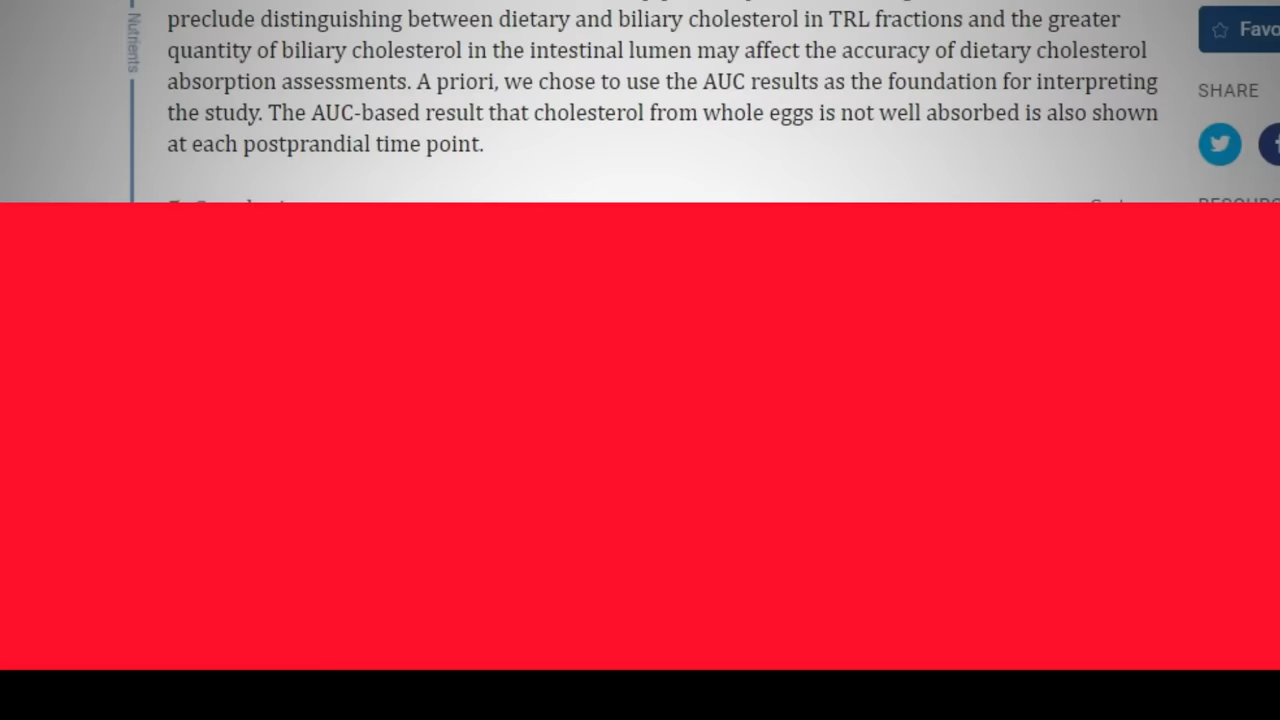 preclude distinguishing between dietary and biliary cholesterol in TRL fractions and the greater
quantity of biliary cholesterol in the intestinal lumen may affect the accuracy of dietary cholesterol
absorption assessments. A priori, we chose to use the AUC results as the foundation for interpreting
the study. The AUC-based result that cholesterol from whole eggs is not well absorbed is also shown
at each postprandial time point.
Nutrients
Favo
SHARE